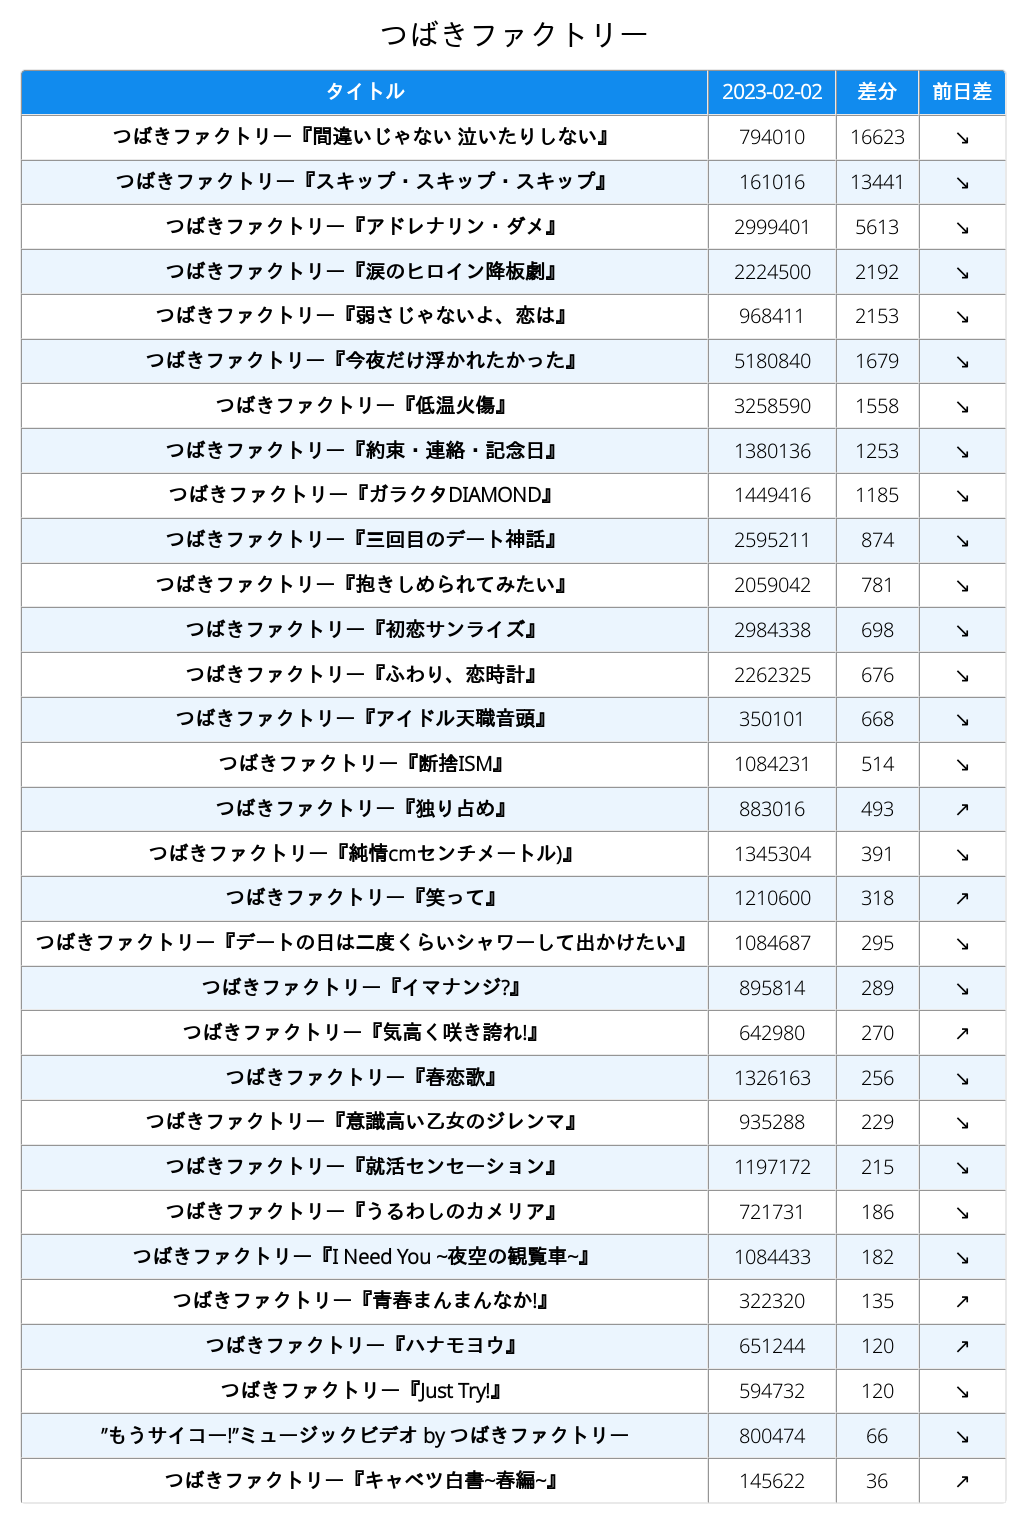 つばきファクトリー
タイトル 2023-02-02 差分 前日差
つばきファクトリー『間違いじゃない 泣いたりしない』 794010 16623 ↘
つばきファクトリー『スキップ・スキップ・スキップ』 161016 13441 ↘
つばきファクトリー『アドレナリン・ダメ』 2999401 5613 ↘
つばきファクトリー『涙のヒロイン降板劇』 2224500 2192 ↘
つばきファクトリー『弱さじゃないよ、恋は』 968411 2153 ↘
つばきファクトリー『今夜だけ浮かれたかった』 5180840 1679 ↘
つばきファクトリー『低温火傷』 3258590 1558 ↘
つばきファクトリー『約束・連絡・記念日』 1380136 1253 ↘
つばきファクトリー『ガラクタDIAMOND』 1449416 1185 ↘
つばきファクトリー『三回目のデート神話』 2595211 874 ↘
つばきファクトリー『抱きしめられてみたい』 2059042 781 ↘
つばきファクトリー『初恋サンライズ』 2984338 698 ↘
つばきファクトリー『ふわり、恋時計』 2262325 676 ↘
つばきファクトリー『アイドル天職音頭』 350101 668 ↘
つばきファクトリー『断捨ISM』 1084231 514 ↘
つばきファクトリー『独り占め』 883016 493 ↗
つばきファクトリー『純情cmセンチメートル)』 1345304 391 ↘
つばきファクトリー『笑って』 1210600 318 ↗
つばきファクトリー『デートの日は二度くらいシャワーして出かけたい』 1084687 295 ↘
つばきファクトリー『イマナンジ?』 895814 289 ↘
つばきファクトリー『気高く咲き誇れ!』 642980 270 ↗
つばきファクトリー『春恋歌』 1326163 256 ↘
つばきファクトリー『意識高い乙女のジレンマ』 935288 229 ↘
つばきファクトリー『就活センセーション』 1197172 215 ↘
つばきファクトリー『うるわしのカメリア』 721731 186 ↘
つばきファクトリー『I Need You ~夜空の観覧車~』 1084433 182 ↘
つばきファクトリー『青春まんまんなか!』 322320 135 ↗
つばきファクトリー『ハナモヨウ』 651244 120 ↗
つばきファクトリー『Just Try!』 594732 120 ↘
”もうサイコー!”ミュージックビデオ by つばきファクトリー 800474 66 ↘
つばきファクトリー『キャベツ白書~春編~』 145622 36 ↗